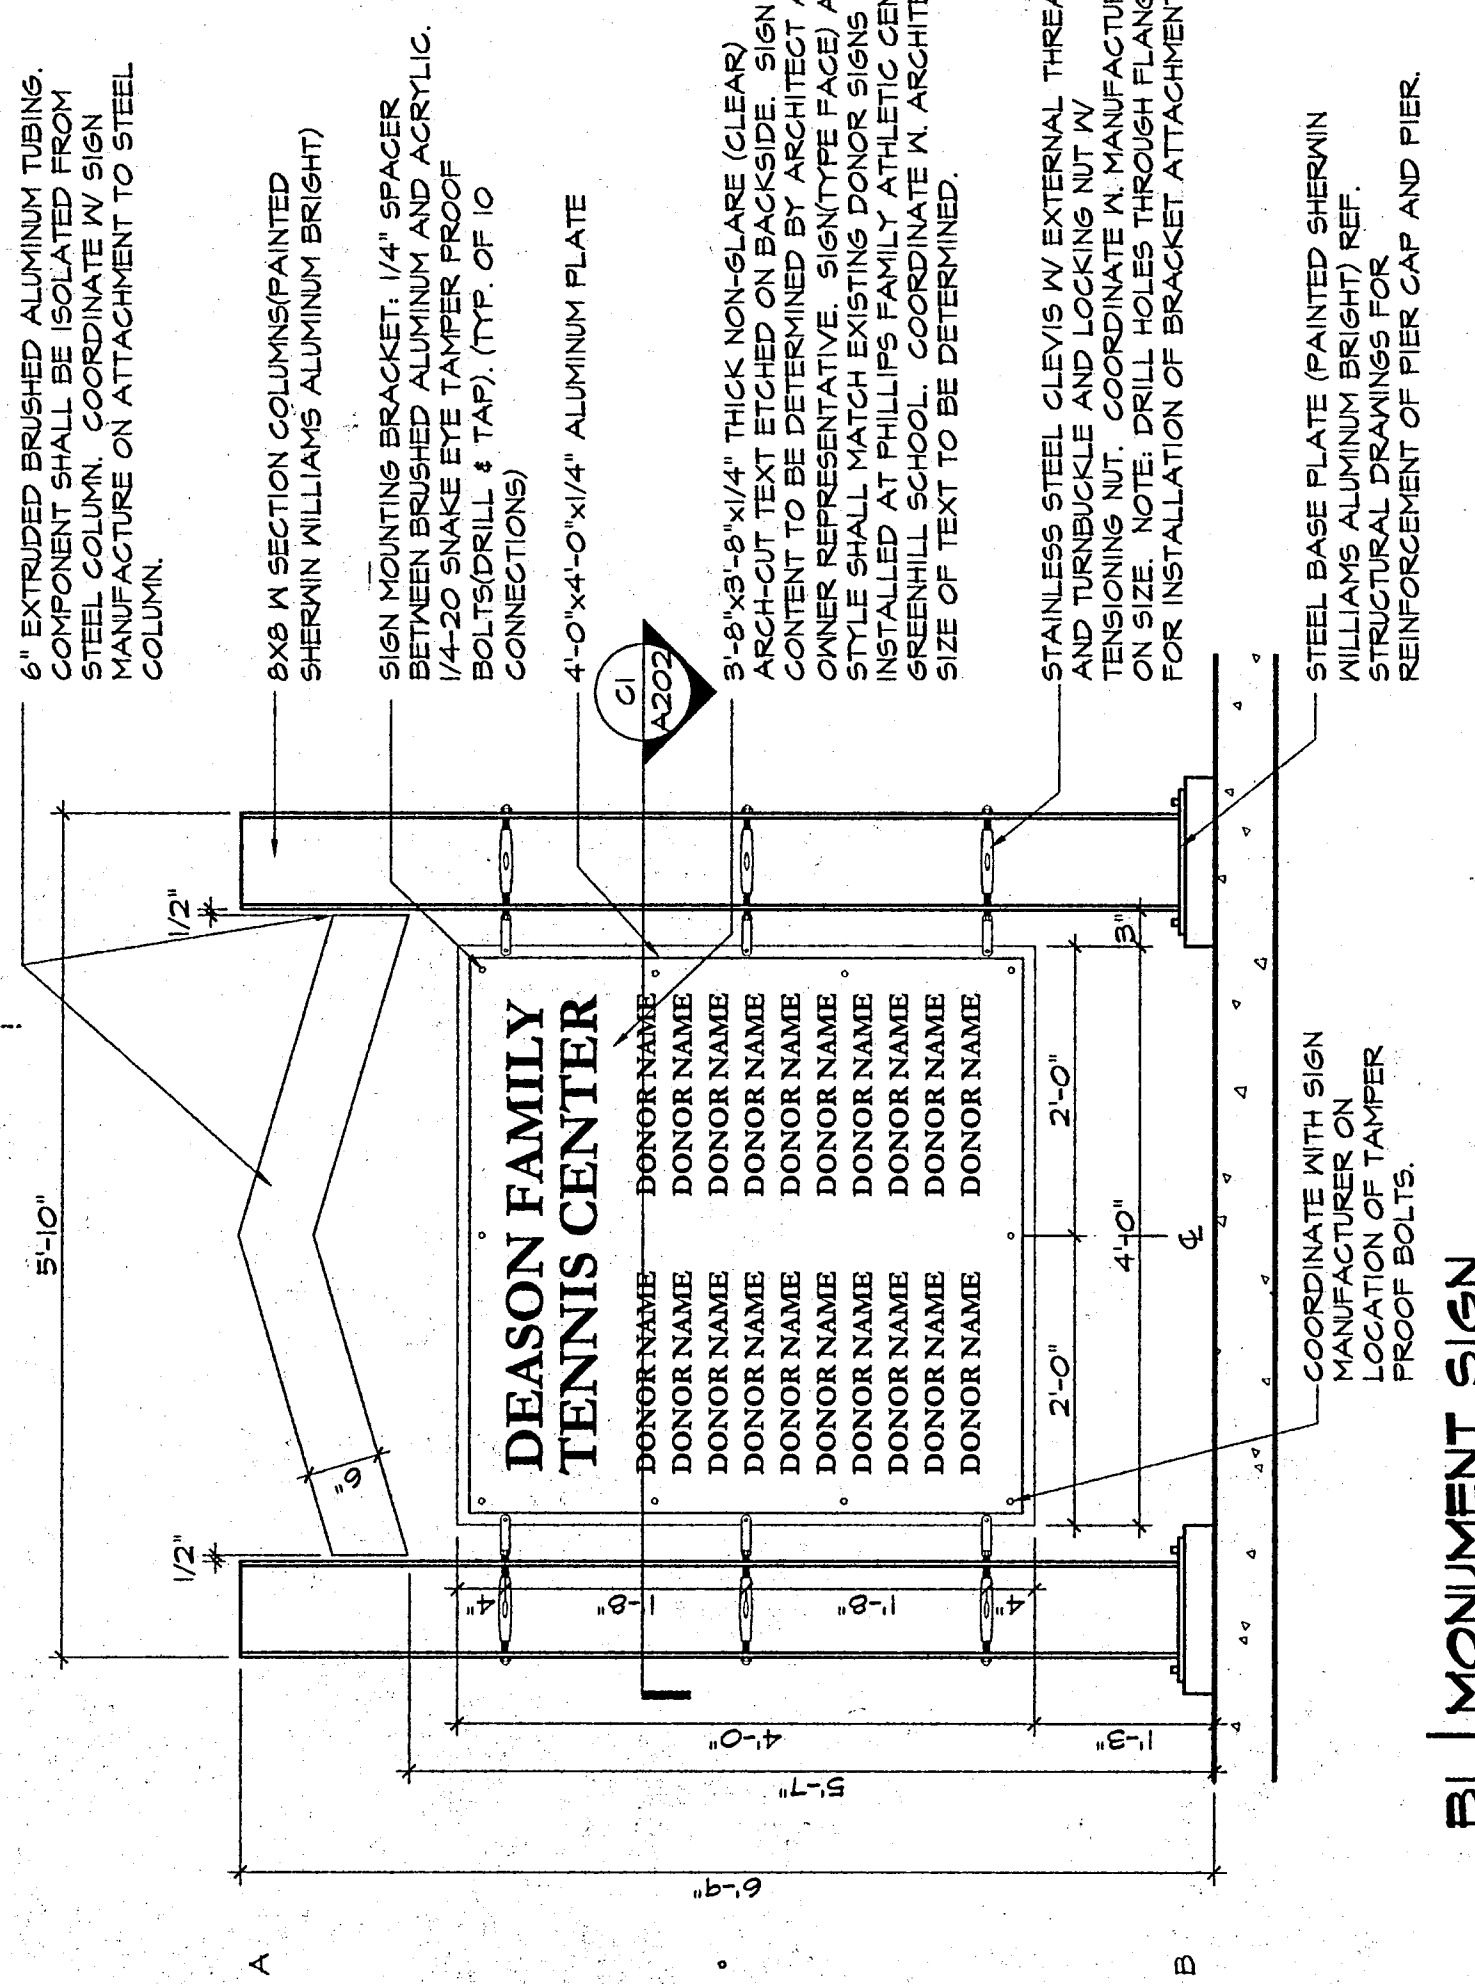 6" EXTRUDED BRUSHED ALUMINUM TUBING.
COMPONENT SHALL BE ISOLATED FROM
STEEL COLUMN. COORDINATE W/ SIGN
MANUFACTURE ON ATTACHMENT TO STEEL
COLUMN.
8X8 W SECTION COLUMNS(PAINTED
SHERWIN WILLIAMS ALUMINUM BRIGHT)
SIGN MOUNTING BRACKET: 1/4" SPACER
BETWEEN BRUSHED ALUMINUM AND ACRYLIC.
1/4-20 SNAKE EYE TAMPER PROOF
BOLTS(DRILL & TAP). (TYP. OF 10
CONNECTIONS)
4'-0"x4'-0"x1/4" ALUMINUM PLATE
C1
A202
3'-8"x3'-8"x1/4" THICK NON-GLARE (CLEAR)
ARCH-CUT TEXT ETCHED ON BACKSIDE. SIGN
CONTENT TO BE DETERMINED BY ARCHITECT
OWNER REPRESENTATIVE. SIGN(TYPE FACE)
STYLE SHALL MATCH EXISTING DONOR SIGNS
INSTALLED AT PHILLIPS FAMILY ATHLETIC CEN
GREENHILL SCHOOL. COORDINATE W. ARCHITE
SIZE OF TEXT TO BE DETERMINED.
STAINLESS STEEL CLEVIS W/ EXTERNAL THREA
AND TURNBUCKLE AND LOCKING NUT W/
TENSIONING NUT. COORDINATE W. MANUFACTU
ON SIZE. NOTE: DRILL HOLES THROUGH FLANG
FOR INSTALLATION OF BRACKET ATTACHMENT
STEEL BASE PLATE (PAINTED SHERWIN
WILLIAMS ALUMINUM BRIGHT) REF.
STRUCTURAL DRAWINGS FOR
REINFORCEMENT OF PIER CAP AND PIER.
5'-10"
1/2"
1/2"
6"
DEASON FAMILY
TENNIS CENTER
DONOR NAME DONOR NAME
DONOR NAME DONOR NAME
DONOR NAME DONOR NAME
DONOR NAME DONOR NAME
DONOR NAME DONOR NAME
DONOR NAME DONOR NAME
DONOR NAME DONOR NAME
DONOR NAME DONOR NAME
DONOR NAME DONOR NAME
DONOR NAME DONOR NAME
4"
1'-8"
1'-8"
4"
4'-0"
1'-3"
5'-7"
6'-9"
2'-0" 2'-0"
4'-0" 3"
CL
COORDINATE WITH SIGN
MANUFACTURER ON
LOCATION OF TAMPER
PROOF BOLTS.
A
B
B1 MONUMENT SIGN